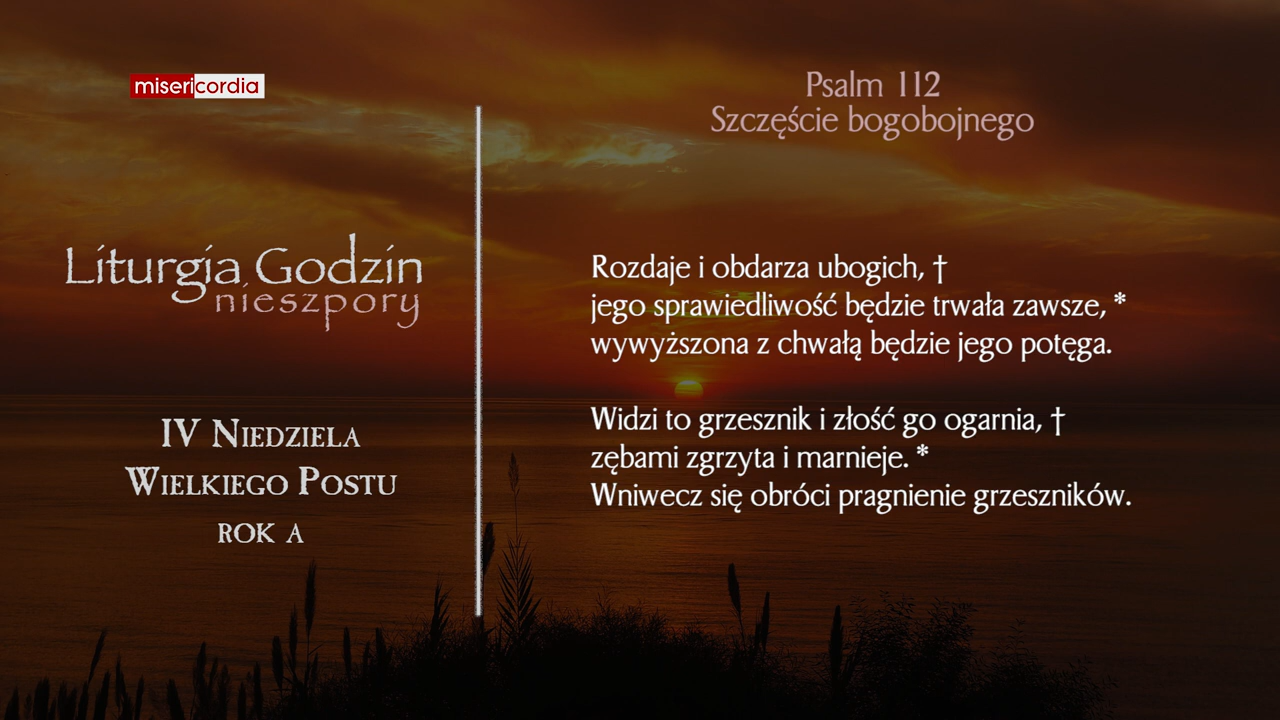 misericordia
Liturgia Godzin
nieszpory
IV Niedziela
Wielkiego Postu
rok A
Psalm 112
Szczęście bogobojnego
Rozdaje i obdarza ubogich, †
jego sprawiedliwość będzie trwała zawsze, *
wywyższona z chwałą będzie jego potęga.
Widzi to grzesznik i złość go ogarnia, †
zębami zgrzyta i marnieje. *
Wniwecz się obróci pragnienie grzeszników.